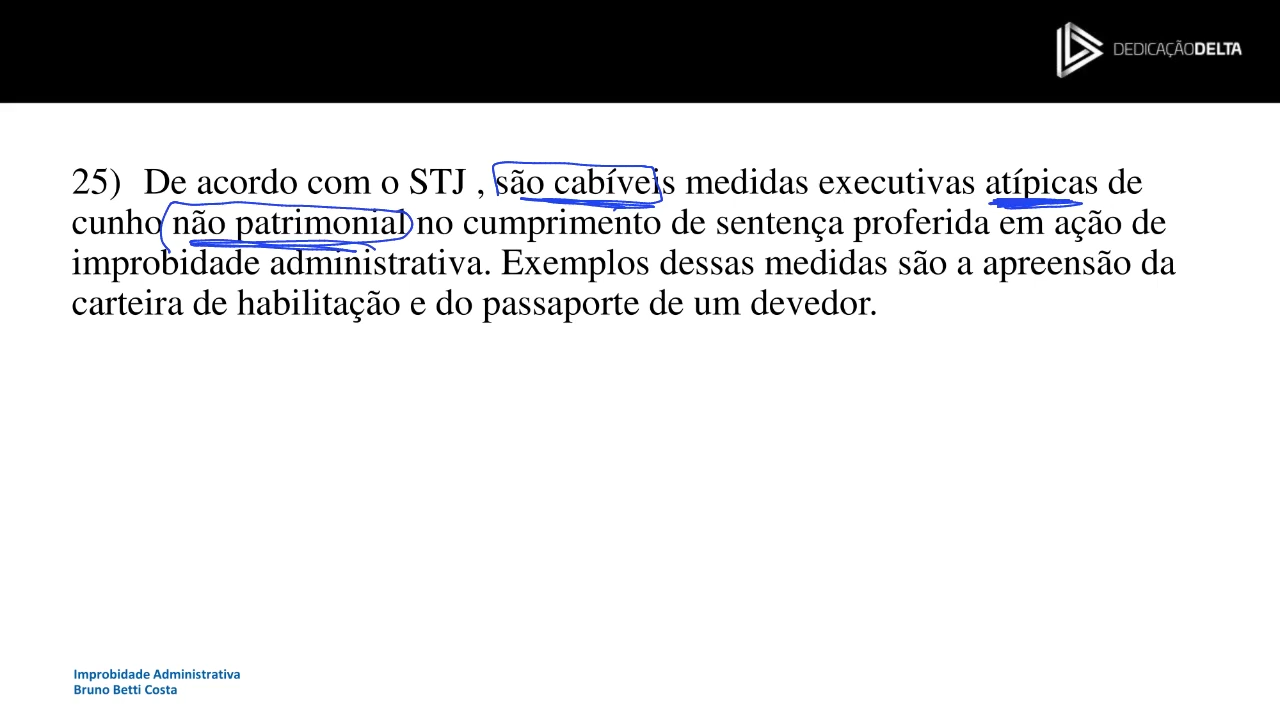 DEDICAÇÃODELTA
25) De acordo com o STJ , são cabíveis medidas executivas atípicas de
cunho não patrimonial no cumprimento de sentença proferida em ação de
improbidade administrativa. Exemplos dessas medidas são a apreensão da
carteira de habilitação e do passaporte de um devedor.
Improbidade Administrativa
Bruno Betti Costa